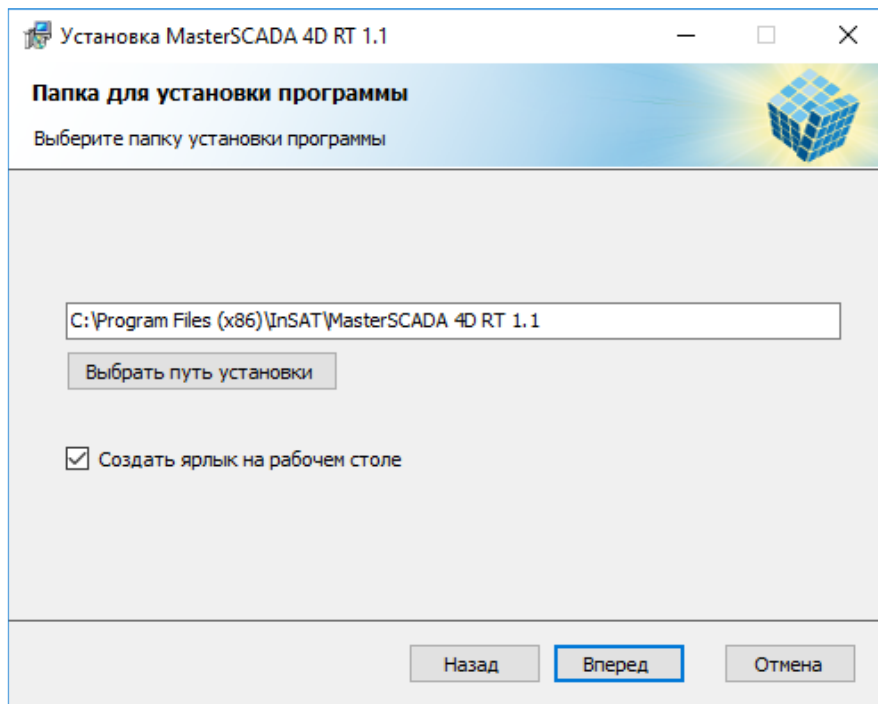 Установка MasterSCADA 4D RT 1.1
Папка для установки программы
Выберите папку установки программы
C:\Program Files (x86)\InSAT\MasterSCADA 4D RT 1.1
Выбрать путь установки
Создать ярлык на рабочем столе
Назад Вперед Отмена